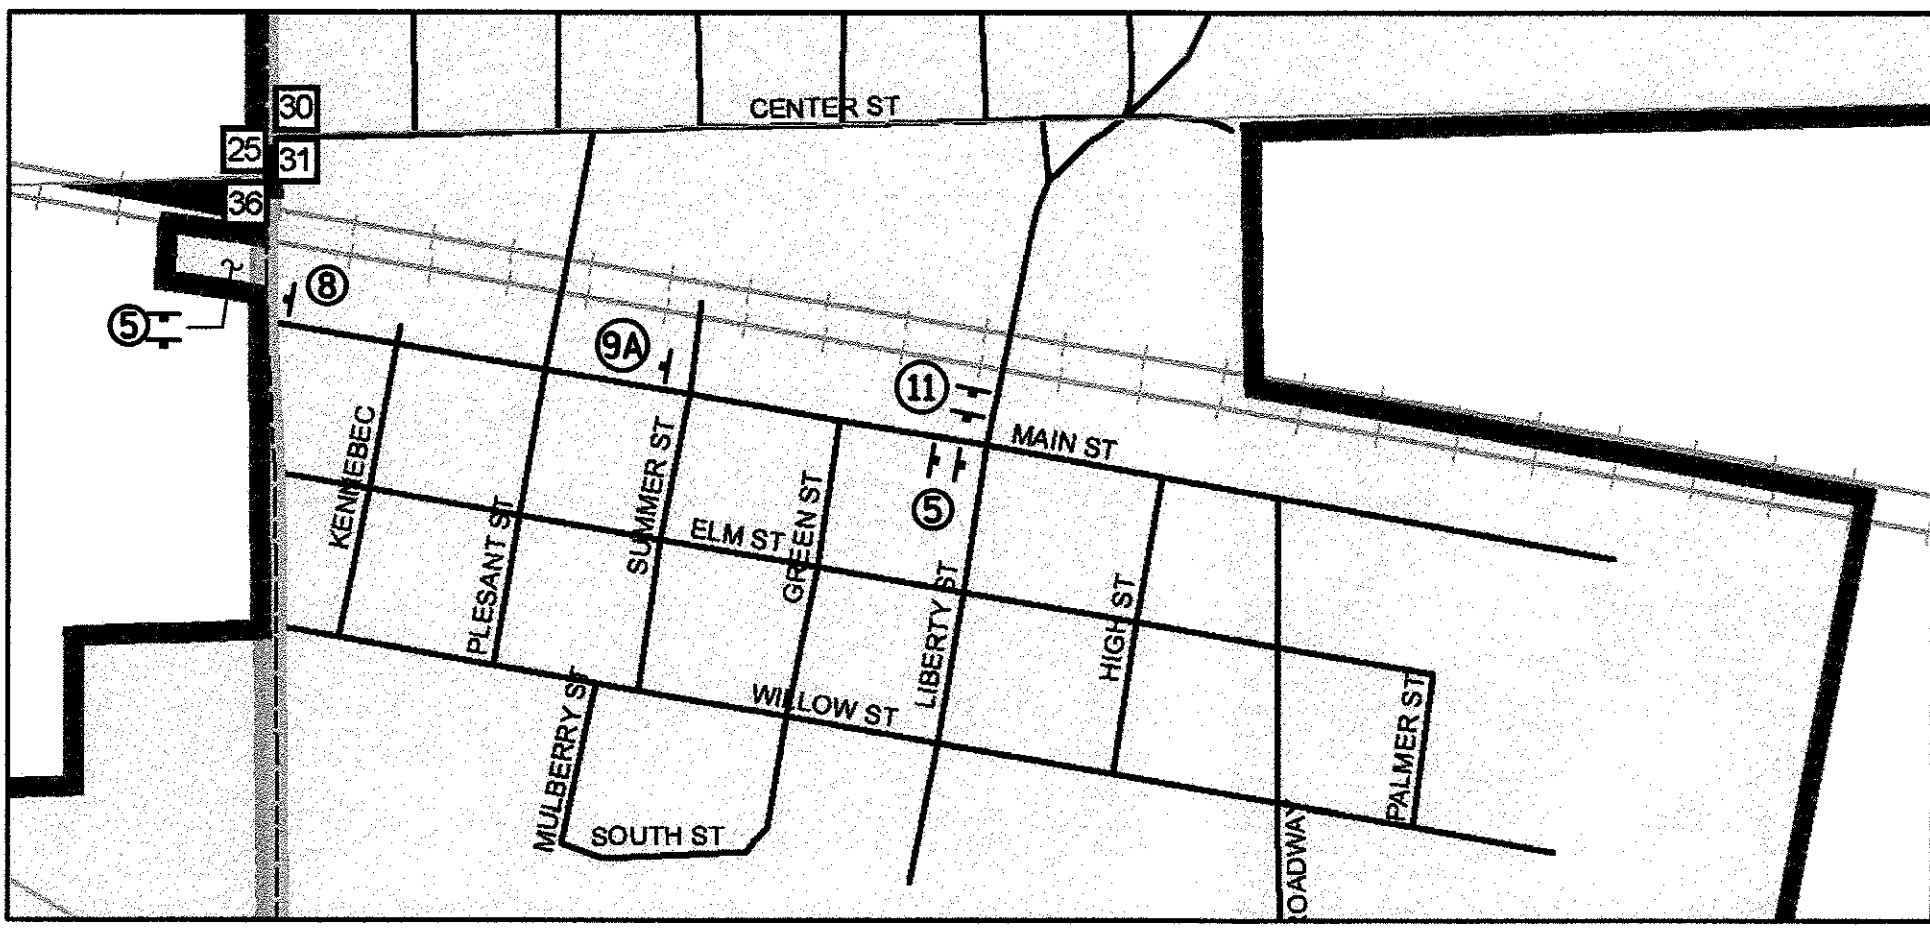 30
CENTER ST
25
31
36
8
5
9A
11
MAIN ST
KENNEBEC
SUMMER ST
PLESANT ST
ELM ST
GREEN ST
5
LIBERTY ST
HIGH ST
WILLOW ST
MULBERRY ST
PALMER ST
SOUTH ST
ROADWAY